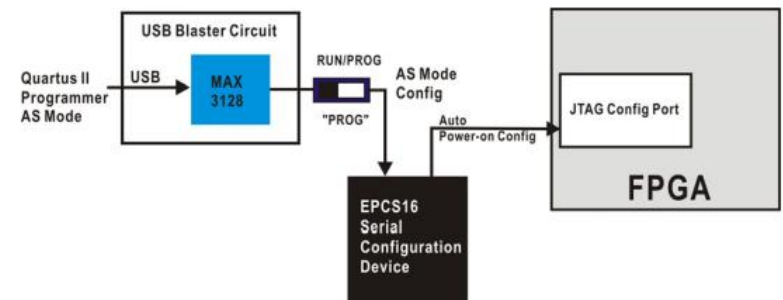 USB Blaster Circuit
Quartus II
Programmer
AS Mode
USB
MAX
3128
RUN/PROG
"PROG"
AS Mode
Config
Auto
Power-on Config
JTAG Config Port
FPGA
EPCS16
Serial
Configuration
Device